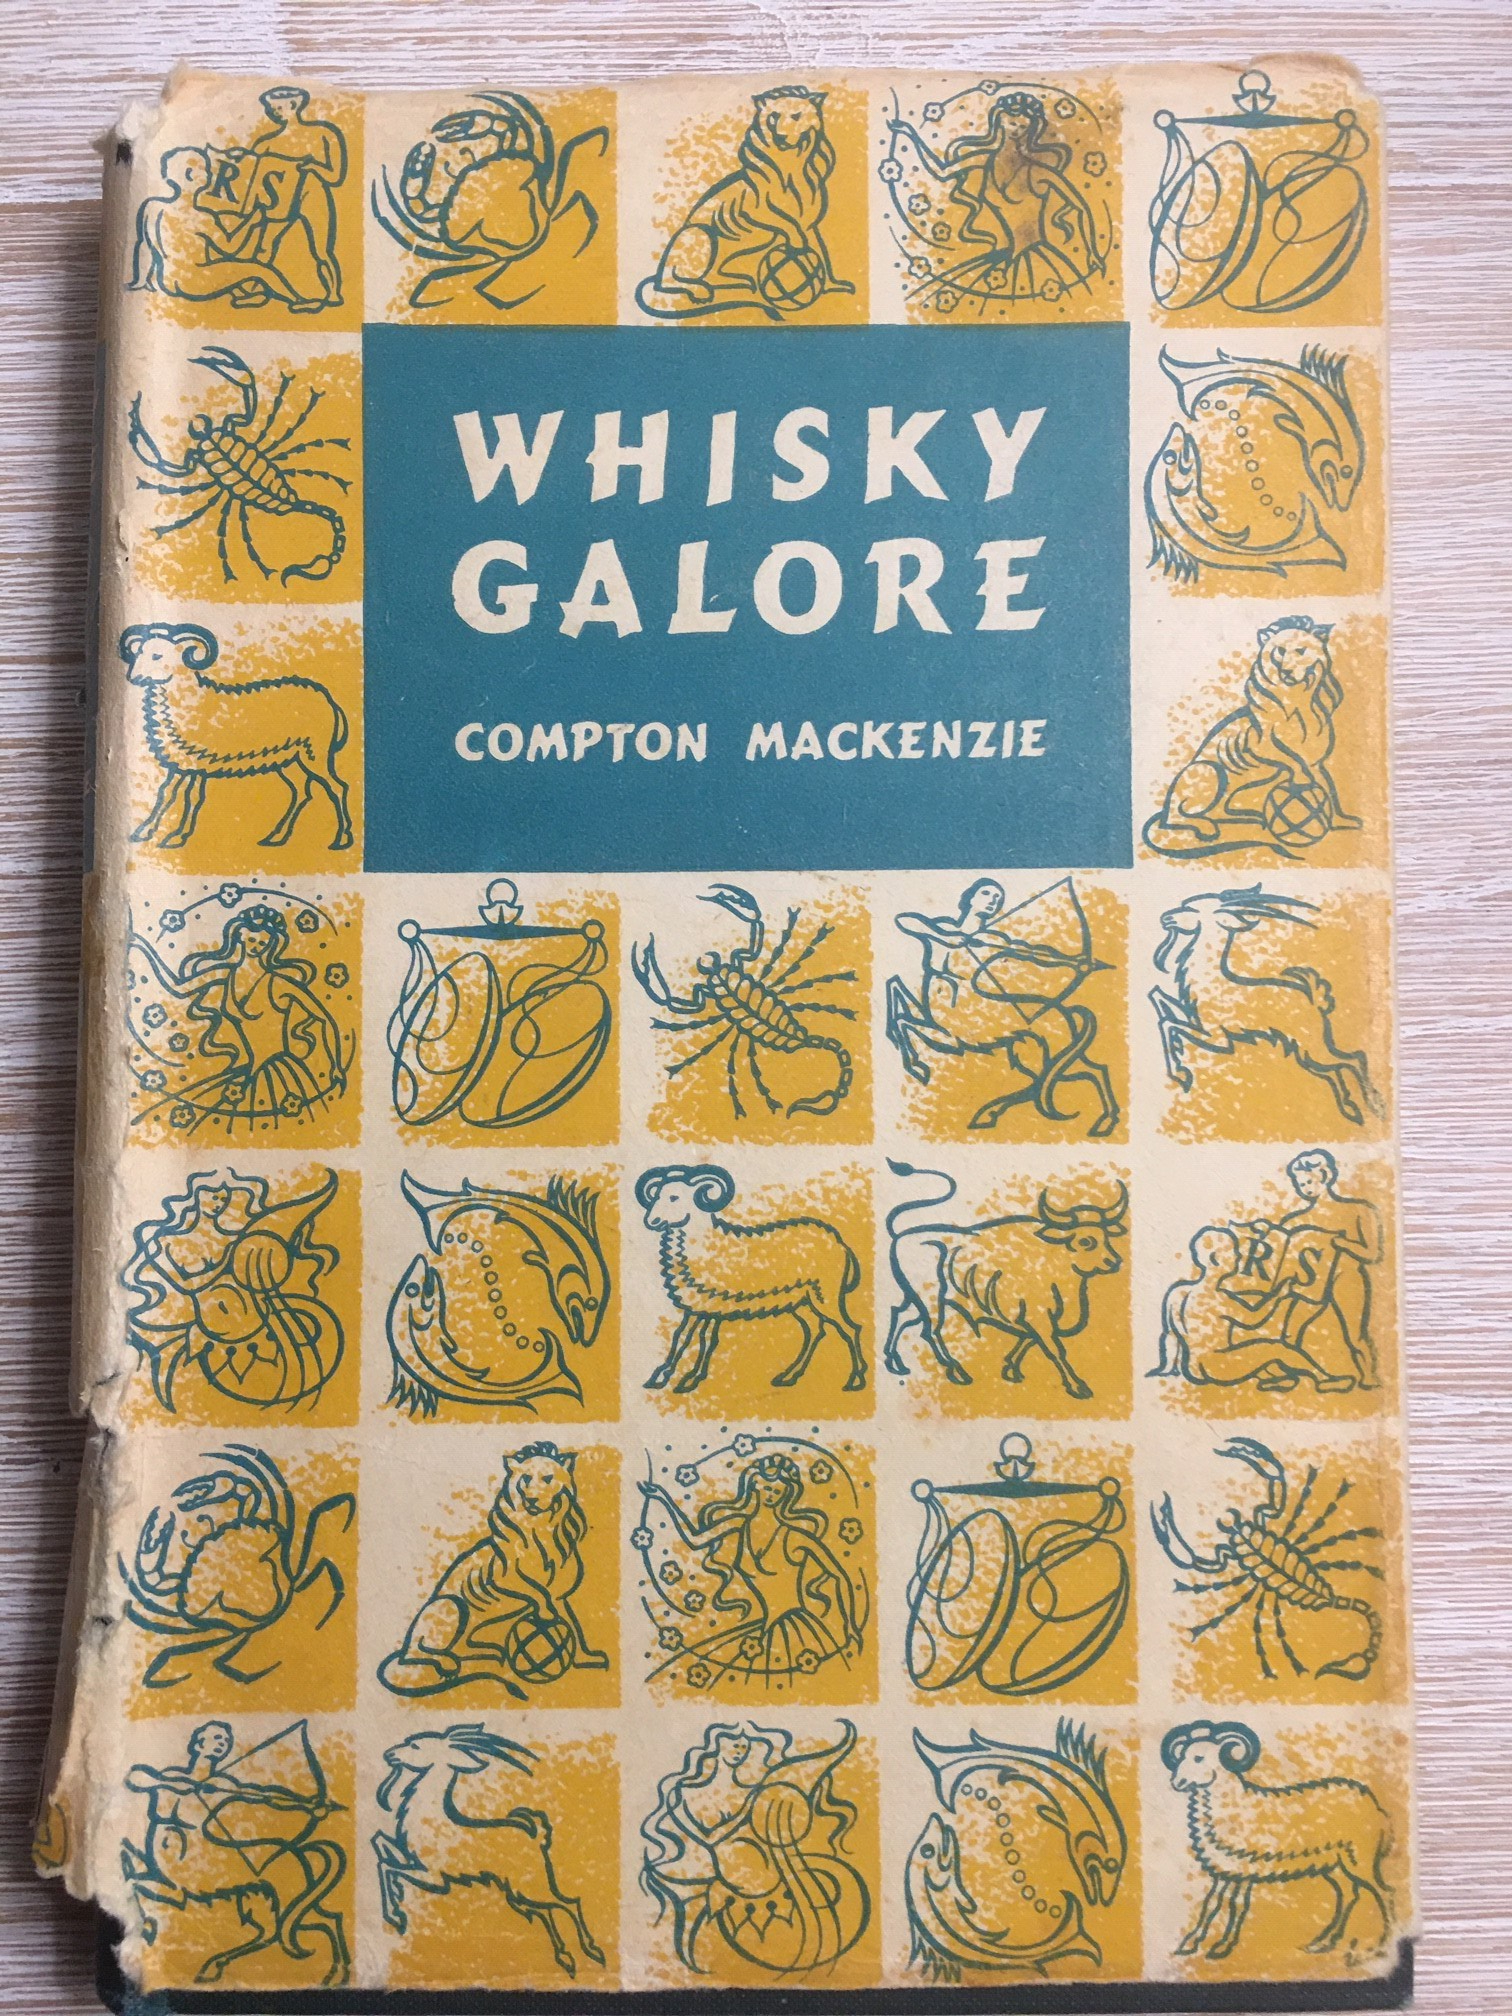 R S
WHISKY
GALORE
COMPTON MACKENZIE
R S